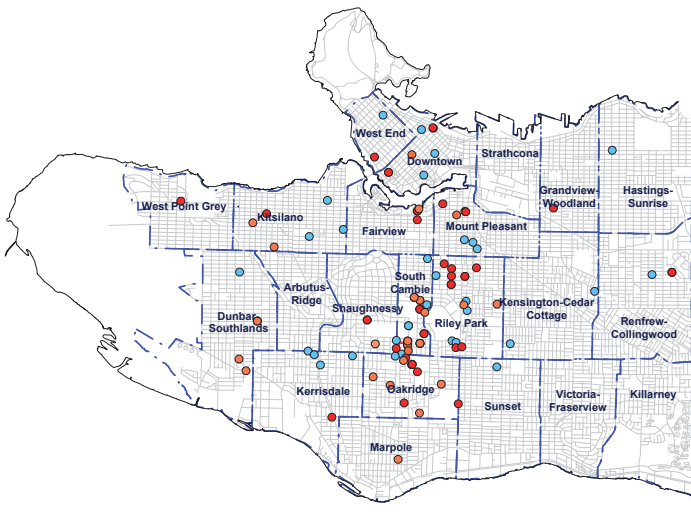 West End
Downtown
Strathcona
West Point Grey
Kitsilano
Fairview
Mount Pleasant
Grandview-
Woodland
Hastings-
Sunrise
Arbutus-
Ridge
Shaughnessy
South
Cambie
Dunbar-
Southlands
Riley Park
Kensington-Cedar
Cottage
Renfrew-
Collingwood
Kerrisdale
Oakridge
Sunset
Victoria-
Fraserview
Killarney
Marpole